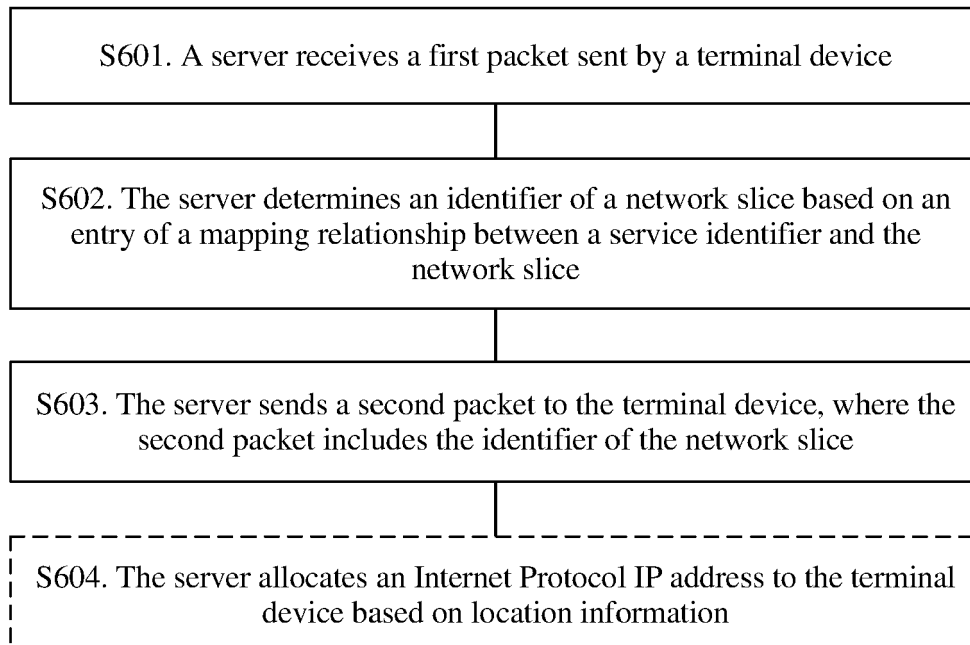 S601. A server receives a first packet sent by a terminal device
S602. The server determines an identifier of a network slice based on an
entry of a mapping relationship between a service identifier and the
network slice
S603. The server sends a second packet to the terminal device, where the
second packet includes the identifier of the network slice
S604. The server allocates an Internet Protocol IP address to the terminal
device based on location information